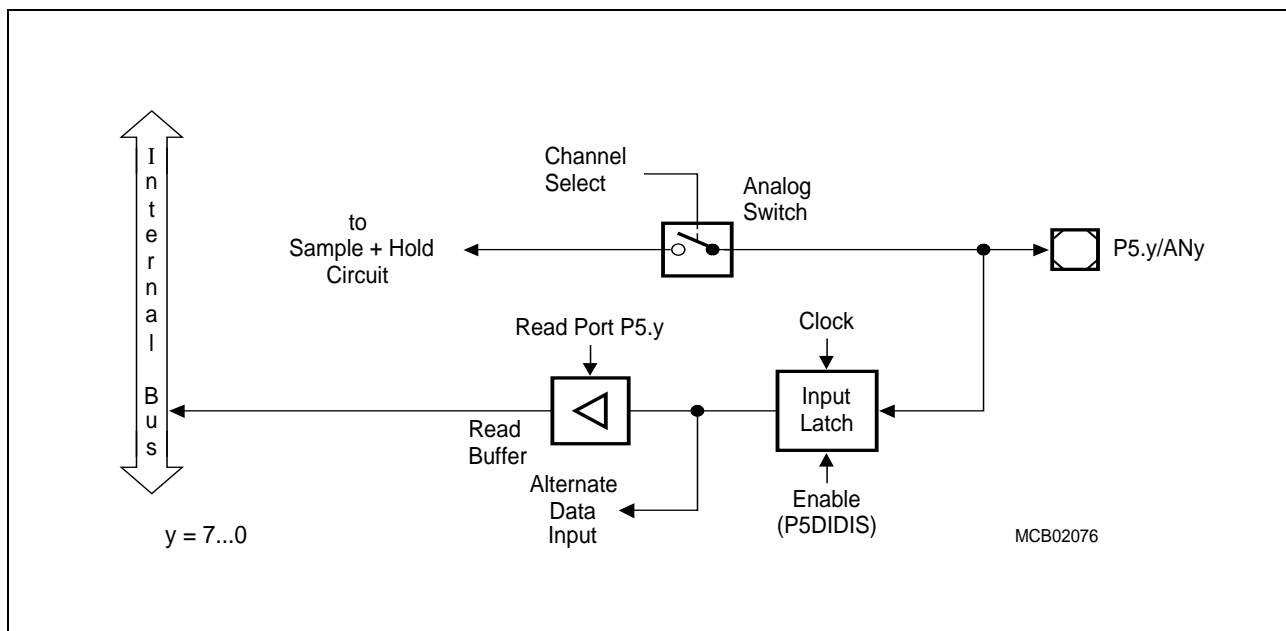 Internal Bus
Channel
Select
Analog
Switch
to
Sample + Hold
Circuit
P5.y/ANy
Read Port P5.y
Clock
Input
Latch
Read
Buffer
Alternate
Data
Input
Enable
(P5DIDIS)
y = 7...0
MCB02076